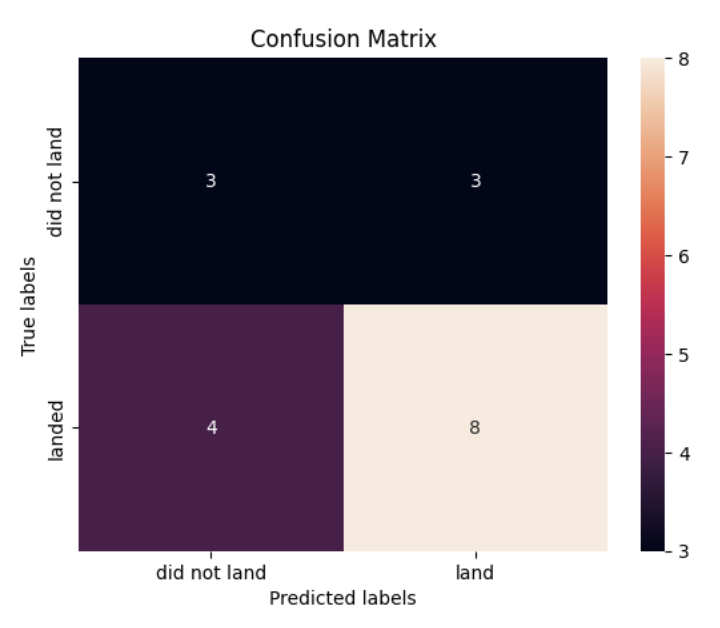 Confusion Matrix
did not land
landed
True labels
3 3
4 8
did not land land
Predicted labels
8
7
6
5
4
3